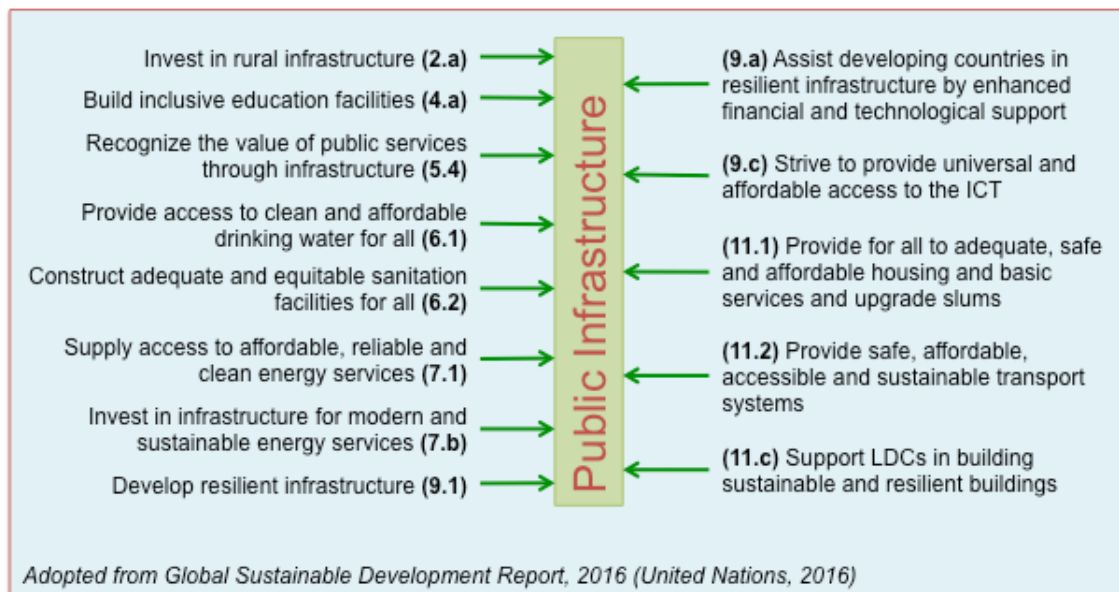 Invest in rural infrastructure (2.a)
Build inclusive education facilities (4.a)
Recognize the value of public services
through infrastructure (5.4)
Provide access to clean and affordable
drinking water for all (6.1)
Construct adequate and equitable sanitation
facilities for all (6.2)
Supply access to affordable, reliable and
clean energy services (7.1)
Invest in infrastructure for modern and
sustainable energy services (7.b)
Develop resilient infrastructure (9.1)
Public Infrastructure
(9.a) Assist developing countries in
resilient infrastructure by enhanced
financial and technological support
(9.c) Strive to provide universal and
affordable access to the ICT
(11.1) Provide for all to adequate, safe
and affordable housing and basic
services and upgrade slums
(11.2) Provide safe, affordable,
accessible and sustainable transport
systems
(11.c) Support LDCs in building
sustainable and resilient buildings
Adopted from Global Sustainable Development Report, 2016 (United Nations, 2016)